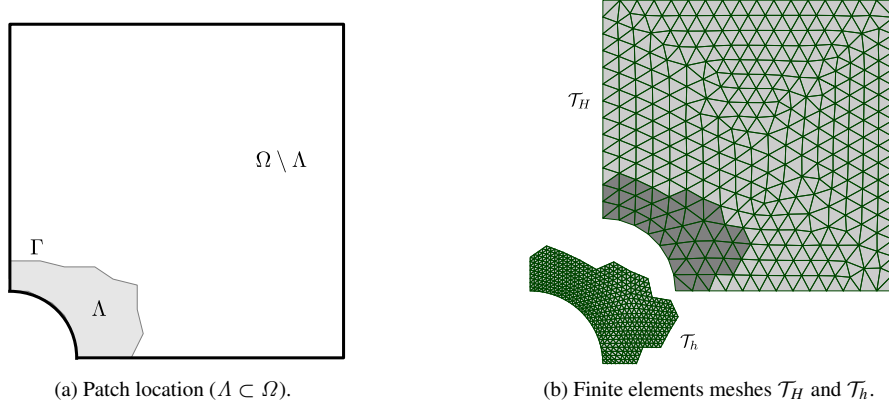 Ω \ Λ
Γ
Λ
𝒯_H
𝒯_h
(a) Patch location (Λ ⊂ Ω).
(b) Finite elements meshes 𝒯_H and 𝒯_h.